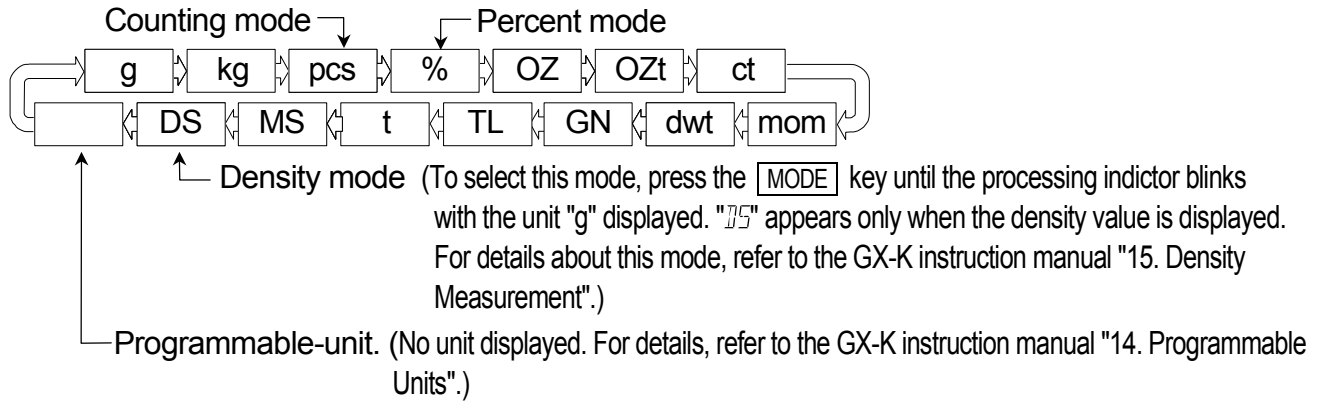 Counting mode Percent mode
g kg pcs % OZ OZt ct
DS MS t TL GN dwt mom
Density mode (To select this mode, press the MODE key until the processing indictor blinks
with the unit "g" displayed. "DS" appears only when the density value is displayed.
For details about this mode, refer to the GX-K instruction manual "15. Density
Measurement".)
Programmable-unit. (No unit displayed. For details, refer to the GX-K instruction manual "14. Programmable
Units".)